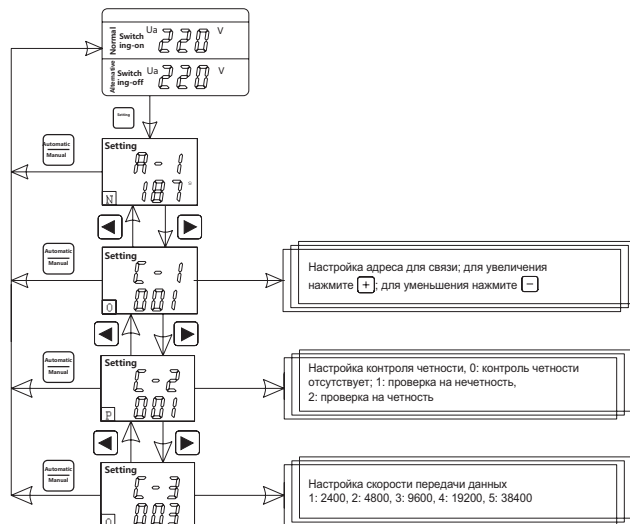 Normal
Switch
ing-on
Ua 220 V
Alternative
Switch
ing-off
Ua 220 V
Setting
Automatic
Manual
Setting
A-1
187 s
N
Automatic
Manual
Setting
C-1
001
O
Настройка адреса для связи; для увеличения
нажмите + ; для уменьшения нажмите −
Automatic
Manual
Setting
C-2
001
P
Настройка контроля четности, 0: контроль четности
отсутствует; 1: проверка на нечетность,
2: проверка на четность
Automatic
Manual
Setting
C-3
003
Q
Настройка скорости передачи данных
1: 2400, 2: 4800, 3: 9600, 4: 19200, 5: 38400